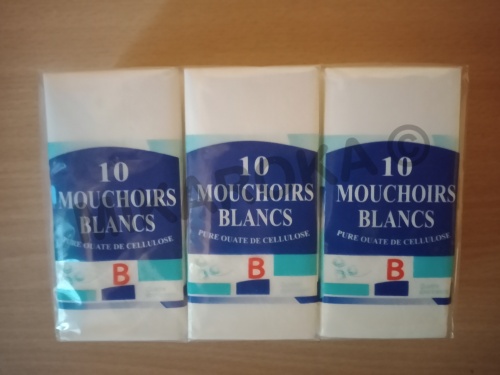 10
MOUCHOIRS
BLANCS
PURE OUATE DE CELLULOSE
B
10
MOUCHOIRS
BLANCS
PURE OUATE DE CELLULOSE
B
10
MOUCHOIRS
BLANCS
PURE OUATE DE CELLULOSE
B